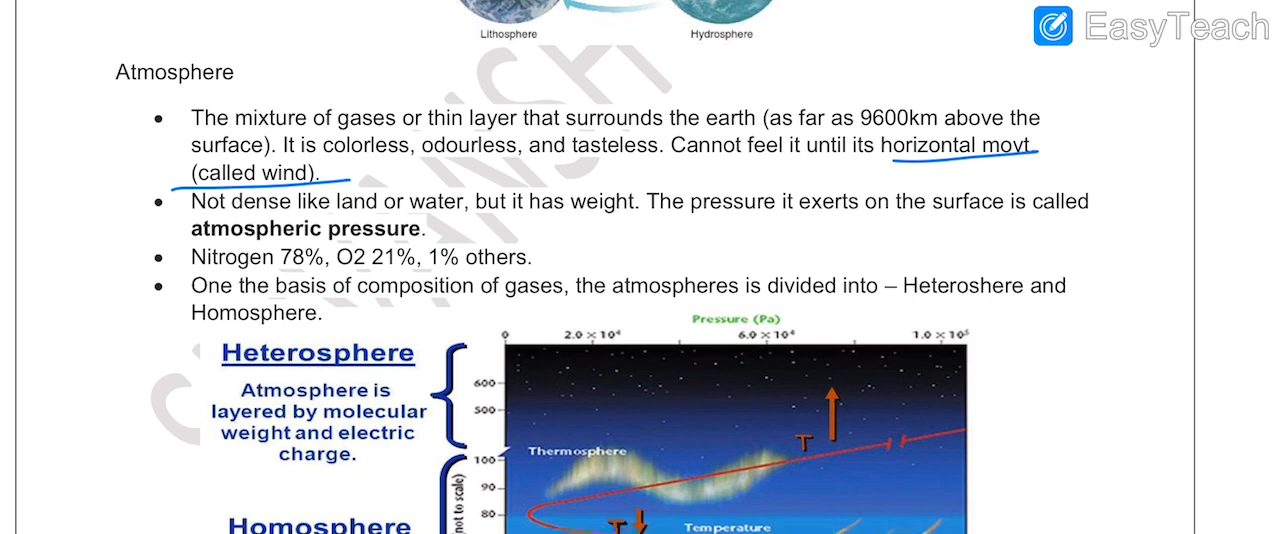 Lithosphere
Hydrosphere
EasyTeach
Atmosphere
• The mixture of gases or thin layer that surrounds the earth (as far as 9600km above the
surface). It is colorless, odourless, and tasteless. Cannot feel it until its horizontal movt.
(called wind).
• Not dense like land or water, but it has weight. The pressure it exerts on the surface is called
atmospheric pressure.
• Nitrogen 78%, O2 21%, 1% others.
• One the basis of composition of gases, the atmospheres is divided into – Heteroshere and
Homosphere.
Pressure (Pa)
0 2.0 × 10⁴ 6.0 × 10⁴ 1.0 × 10⁵
Heterosphere
Atmosphere is
layered by molecular
weight and electric
charge.
600
500
T
Thermosphere
100
90
80
not to scale)
Homosphere
T
Temperature